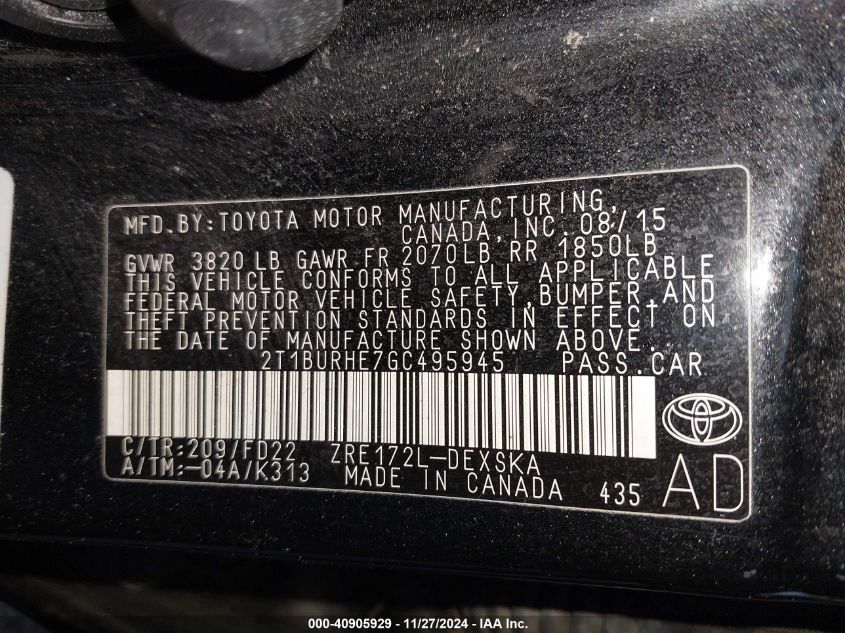 MFD.BY:TOYOTA MOTOR MANUFACTURING,
CANADA,INC. 08/15
GVWR 3820 LB GAWR FR 2070LB, RR 1850LB
THIS VEHICLE CONFORMS TO ALL APPLICABLE
FEDERAL MOTOR VEHICLE SAFETY,BUMPER,AND
THEFT PREVENTION STANDARDS IN EFFECT ON
THE DATE OF MANUFACTURE SHOWN ABOVE.
2T1BURHE7GC495945 PASS.CAR
C/TR:209/FD22 ZRE172L-DEXSKA
A/TM:-04A/K313 MADE IN CANADA 435 AD
000-40905929 - 11/27/2024 - IAA Inc.